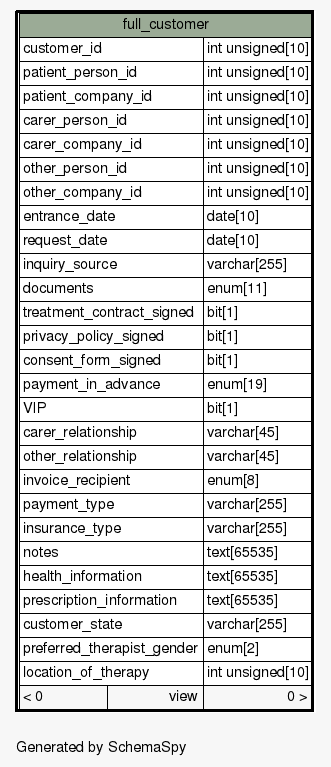 full_customer
customer_id int unsigned[10]
patient_person_id int unsigned[10]
patient_company_id int unsigned[10]
carer_person_id int unsigned[10]
carer_company_id int unsigned[10]
other_person_id int unsigned[10]
other_company_id int unsigned[10]
entrance_date date[10]
request_date date[10]
inquiry_source varchar[255]
documents enum[11]
treatment_contract_signed bit[1]
privacy_policy_signed bit[1]
consent_form_signed bit[1]
payment_in_advance enum[19]
VIP bit[1]
carer_relationship varchar[45]
other_relationship varchar[45]
invoice_recipient enum[8]
payment_type varchar[255]
insurance_type varchar[255]
notes text[65535]
health_information text[65535]
prescription_information text[65535]
customer_state varchar[255]
preferred_therapist_gender enum[2]
location_of_therapy int unsigned[10]
< 0 view 0 >
Generated by SchemaSpy